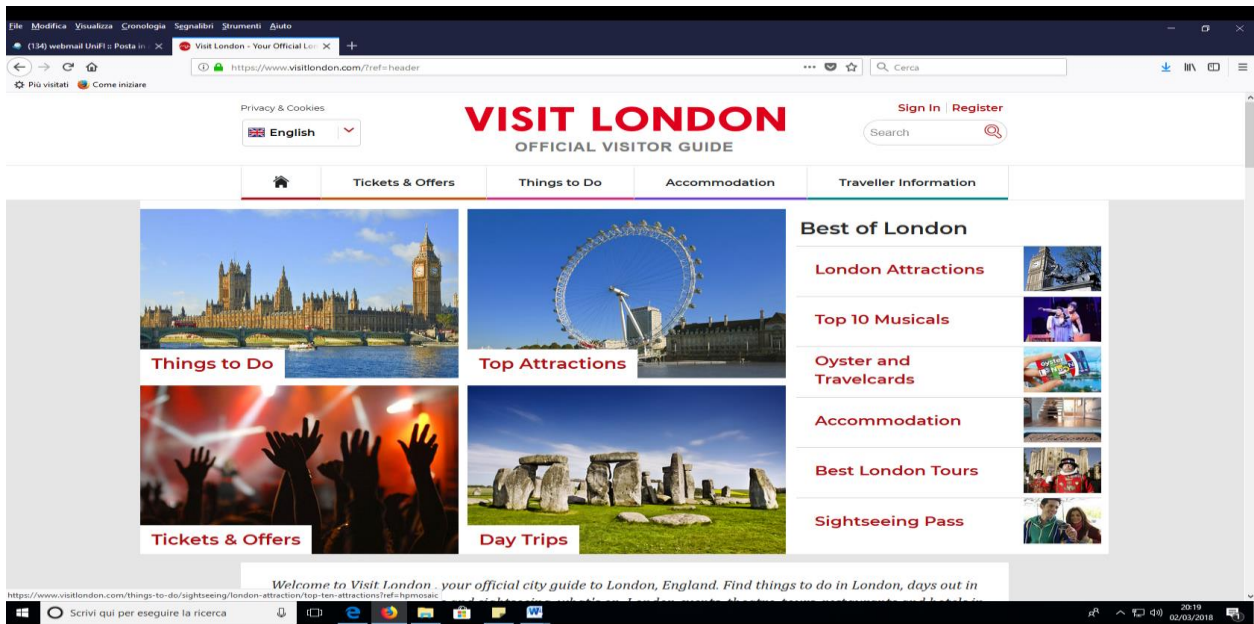 File Modifica Visualizza Cronologia Segnalibri Strumenti Aiuto
(134) webmail UniFI :: Posta in
Visit London - Your Official Lon
https://www.visitlondon.com/?ref=header
Cerca
Più visitati Come iniziare
Privacy & Cookies
English
VISIT LONDON
OFFICIAL VISITOR GUIDE
Sign In Register
Search
Tickets & Offers Things to Do Accommodation Traveller Information
Things to Do
Top Attractions
Tickets & Offers
Day Trips
Best of London
London Attractions
Top 10 Musicals
Oyster and
Travelcards
Accommodation
Best London Tours
Sightseeing Pass
Welcome to Visit London , your official city guide to London, England. Find things to do in London, days out in
https://www.visitlondon.com/things-to-do/sightseeing/london-attraction/top-ten-attractions?ref=hpmosaic
Scrivi qui per eseguire la ricerca
20:19
02/03/2018